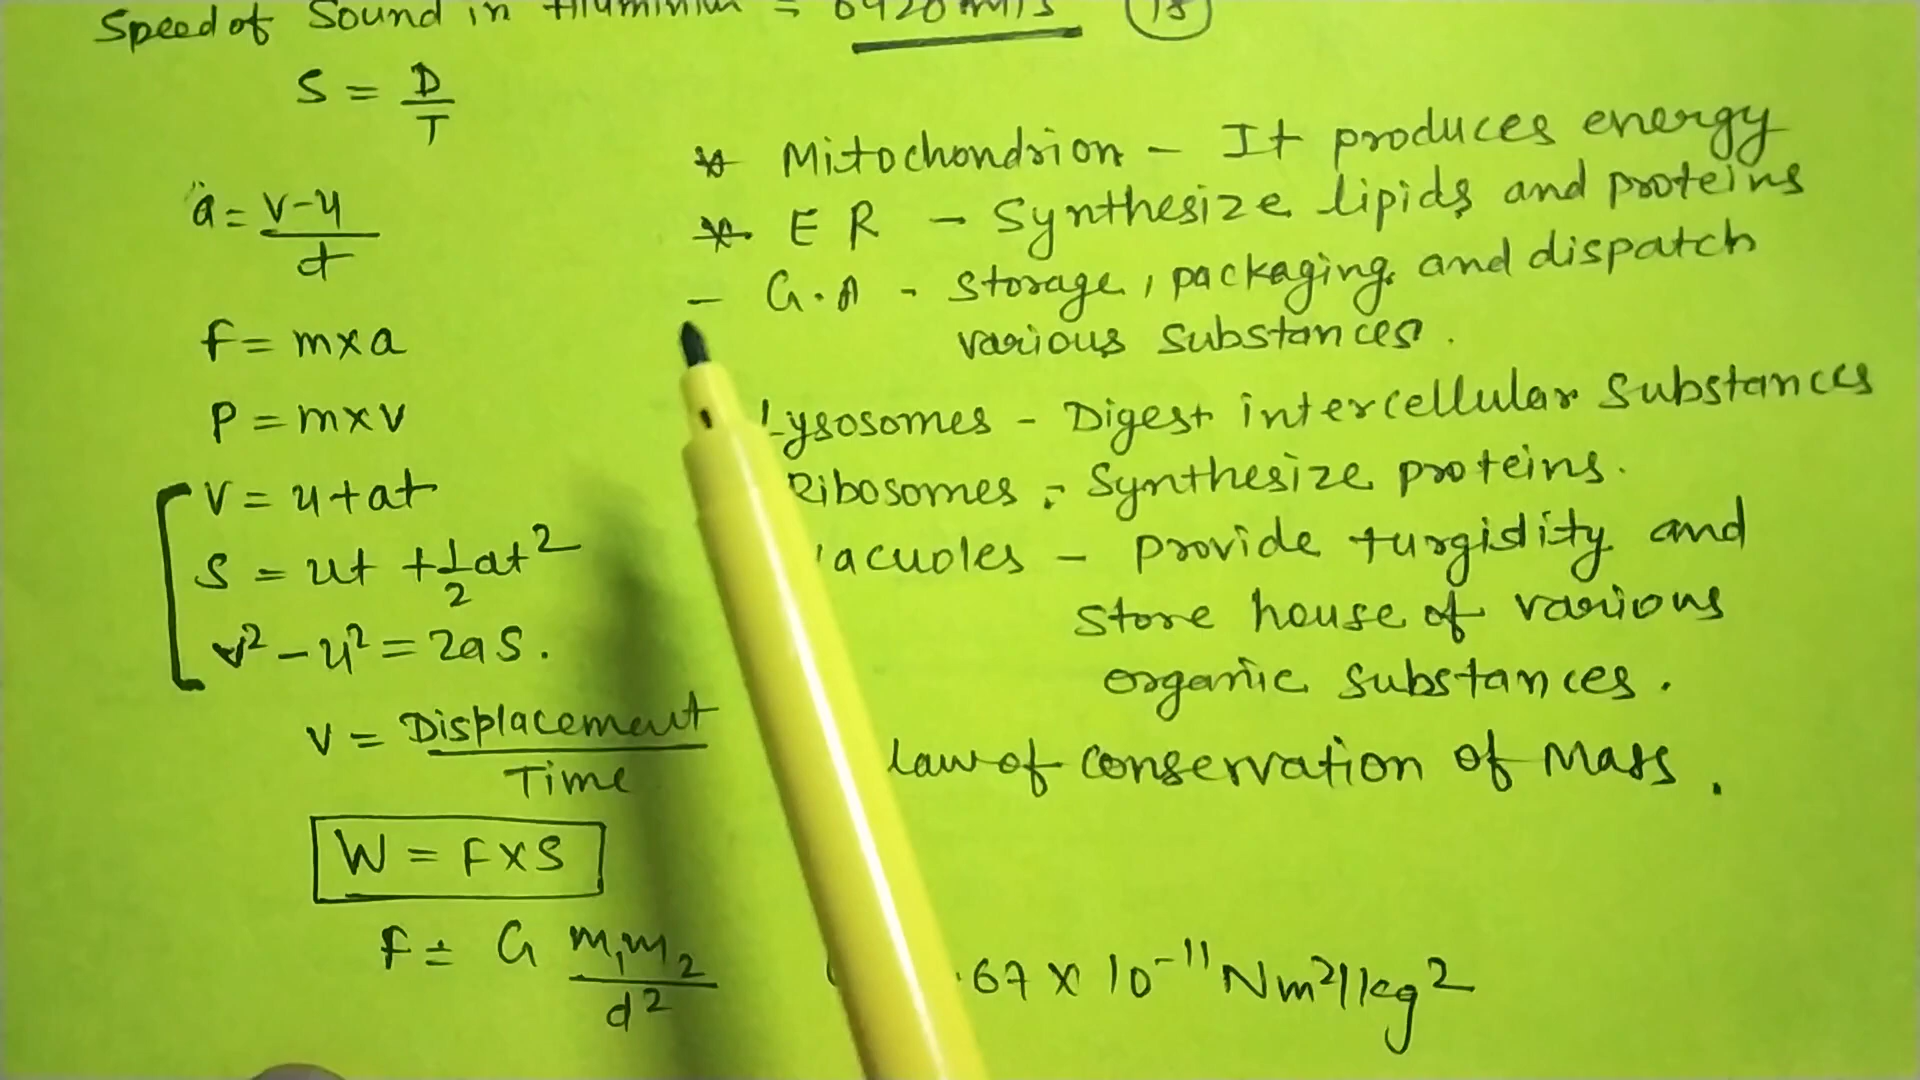 Speed of Sound in Aluminium = 6420 m/s (18)
S = D/T
a = v-u/t
f = m x a
P = m x v
v = u + at
s = ut + 1/2 at²
v² - u² = 2as.
v = Displacement/Time
W = F x S
F = G m₁m₂/d²
* Mitochondrion - It produces energy
* E R - Synthesize lipids and proteins
- G.A - Storage, packaging and dispatch
various substances.
Lysosomes - Digest intercellular substances
Ribosomes - Synthesize proteins.
acuoles - provide turgidity and
store house of various
organic substances.
law of conservation of Mass.
.67 x 10⁻¹¹ Nm²/kg²